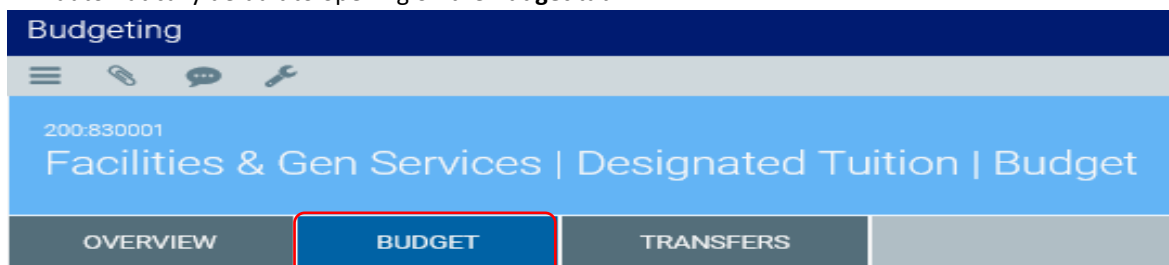 Budgeting
200:830001
Facilities & Gen Services | Designated Tuition | Budget
OVERVIEW BUDGET TRANSFERS